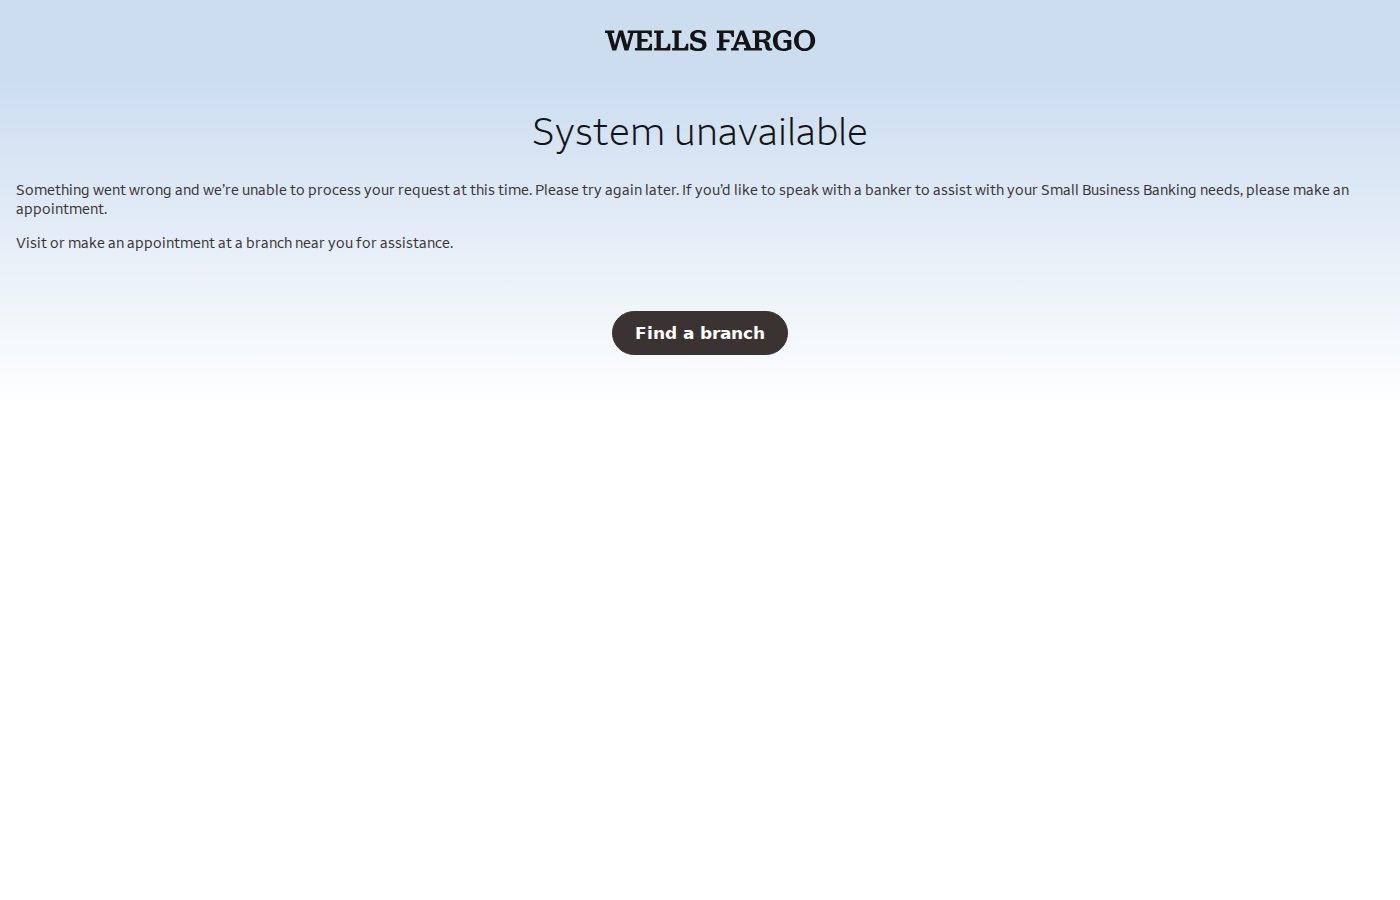 WELLS FARGO
System unavailable
Something went wrong and we’re unable to process your request at this time. Please try again later. If you’d like to speak with a banker to assist with your Small Business Banking needs, please make an
appointment.
Visit or make an appointment at a branch near you for assistance.
Find a branch